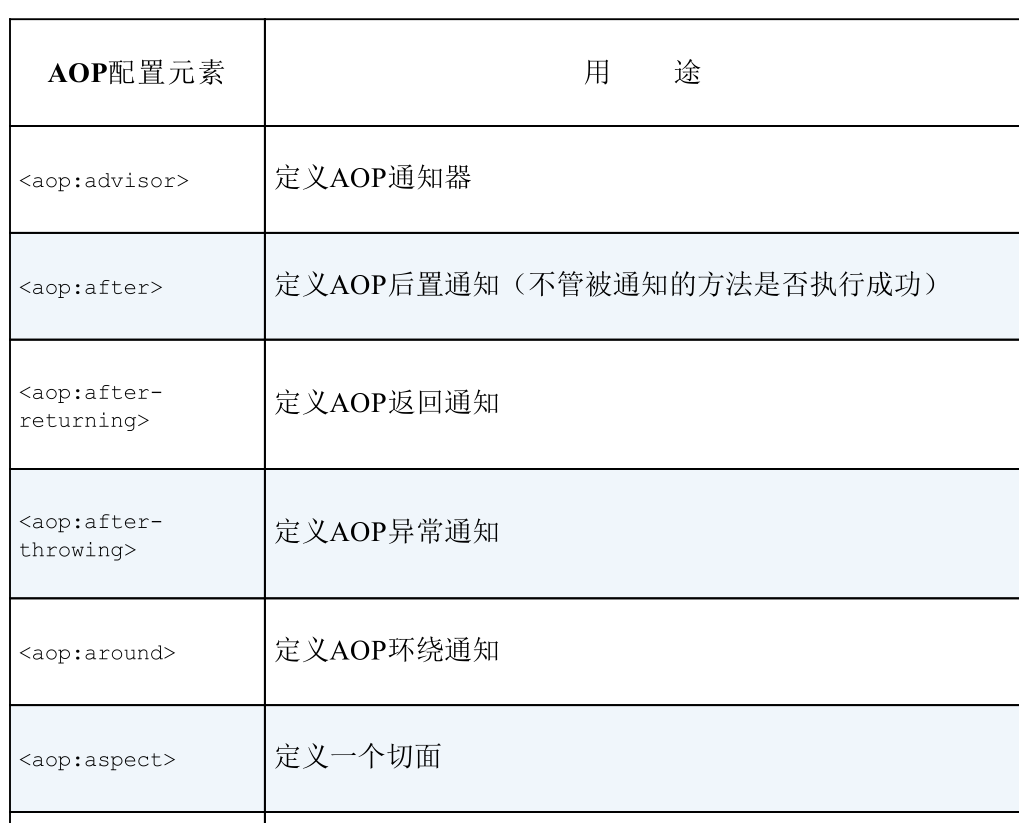 AOP配置元素 用 途
<aop:advisor> 定义AOP通知器
<aop:after> 定义AOP后置通知（不管被通知的方法是否执行成功）
<aop:after-
returning> 定义AOP返回通知
<aop:after-
throwing> 定义AOP异常通知
<aop:around> 定义AOP环绕通知
<aop:aspect> 定义一个切面